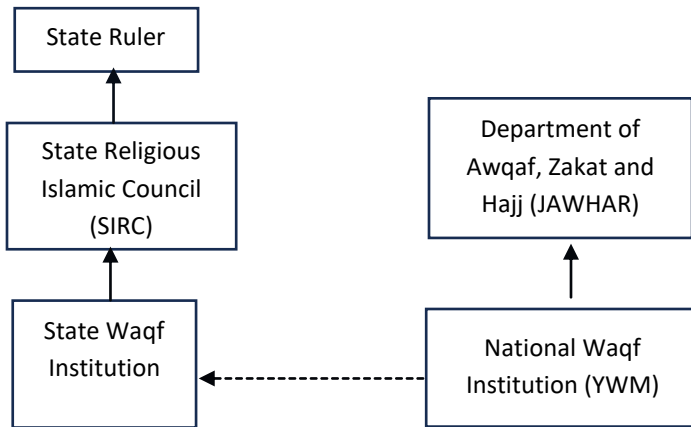 State Ruler
State Religious
Islamic Council
(SIRC)
Department of
Awqaf, Zakat and
Hajj (JAWHAR)
State Waqf
Institution
National Waqf
Institution (YWM)